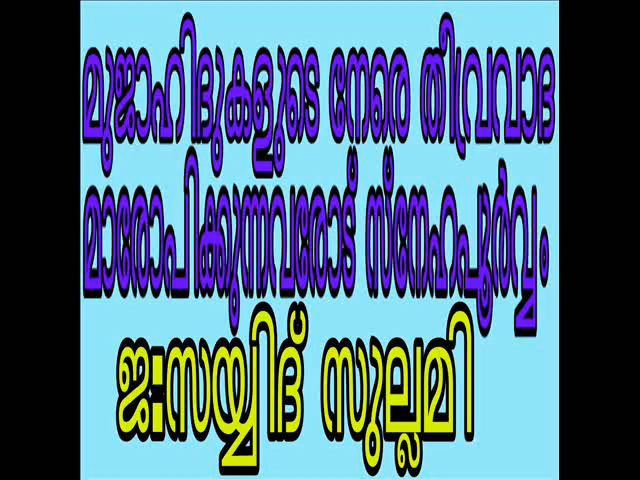 മുജാഹിദുകളുടെ നേരെ തീവ്രവാദ
മാരോപിക്കുന്നവരോട് സ്നേഹപൂർവ്വം.
ജ:സയ്യിദ് സുല്ലമി